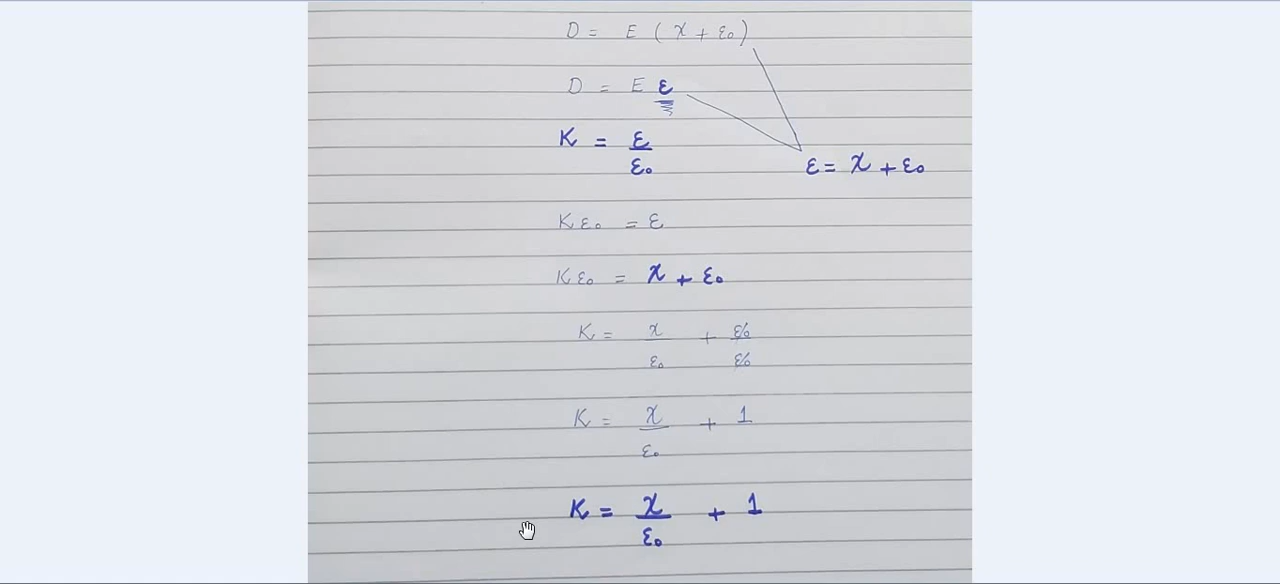 D = E ( χ + ε₀)
D = E ε
K = ε/ε₀
ε = χ + ε₀
K ε₀ = ε
K ε₀ = χ + ε₀
K = χ/ε₀ + ε₀/ε₀
K = χ/ε₀ + 1
K = χ/ε₀ + 1